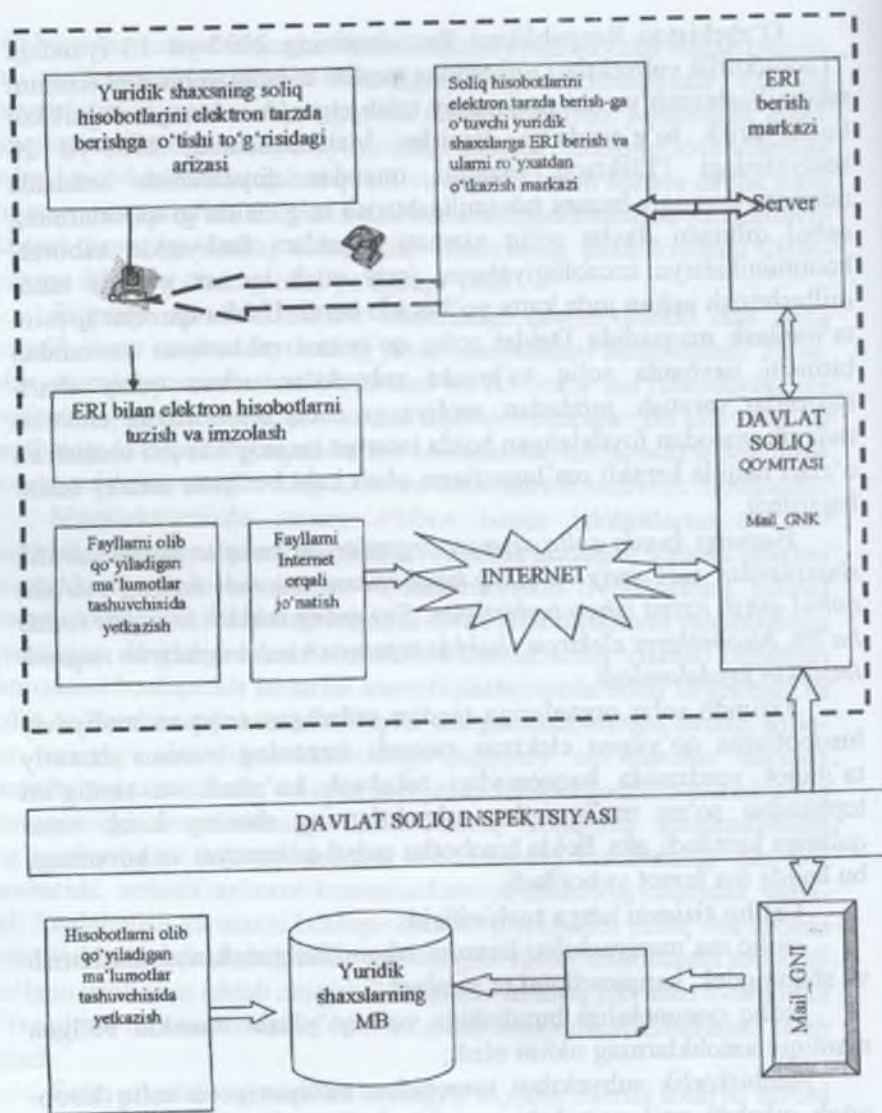 Yuridik shaxsning soliq
hisobotlarini elektron tarzda
berishga o‘tishi to‘g‘risidagi
arizasi
Soliq hisobotlarini
elektron tarzda berish-ga
o‘tuvchi yuridik
shaxslarga ERI berish va
ularni ro‘yxatdan
o‘tkazish markazi
ERI
berish
markazi
Server
ERI bilan elektron hisobotlarni
tuzish va imzolash
DAVLAT
SOLIQ
QO‘MITASI
Mail_GNK
Fayllarni olib
qo‘yiladigan
ma’lumotlar
tashuvchisida
yetkazish
Fayllarni
Internet
orqali
jo‘natish
INTERNET
DAVLAT SOLIQ INSPEKTSIYASI
Hisobotlarni olib
qo‘yiladigan
ma’lumotlar
tashuvchisida
yetkazish
Yuridik
shaxslarning
MB
Mail_GNI